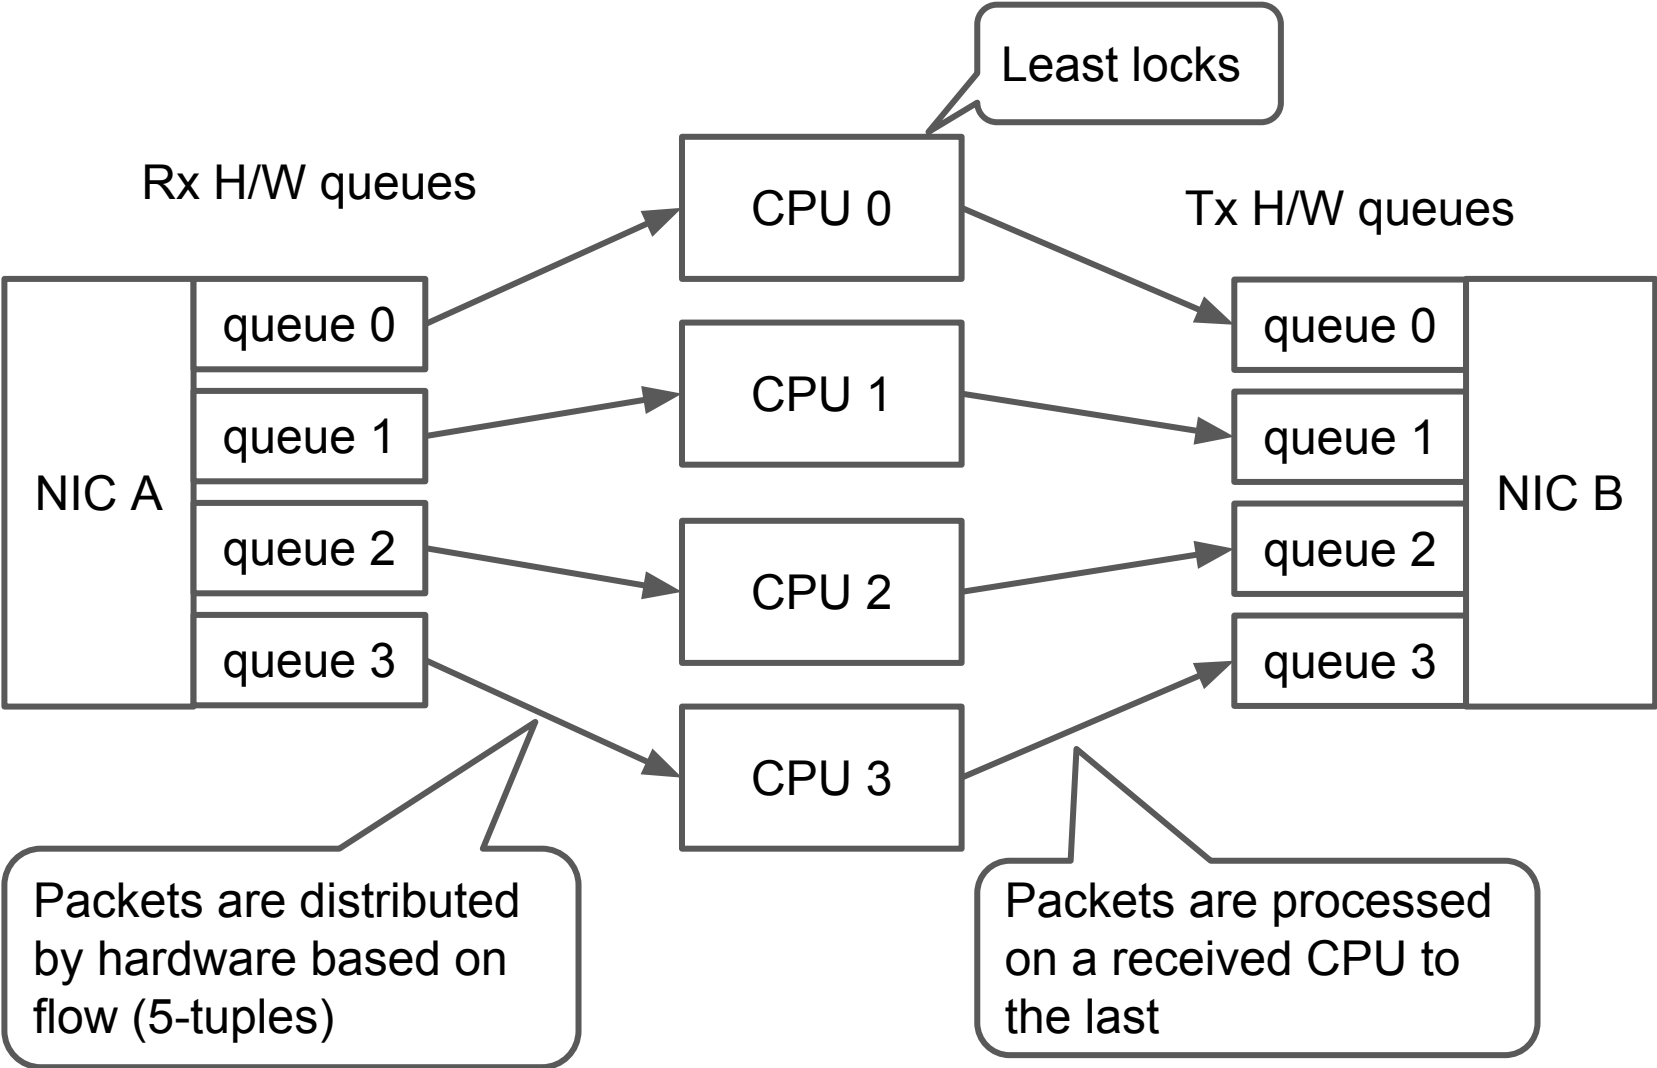 Least locks
Rx H/W queues
CPU 0
Tx H/W queues
queue 0
queue 0
CPU 1
queue 1
queue 1
NIC A
NIC B
queue 2
queue 2
CPU 2
queue 3
queue 3
CPU 3
Packets are distributed
by hardware based on
flow (5-tuples)
Packets are processed
on a received CPU to
the last